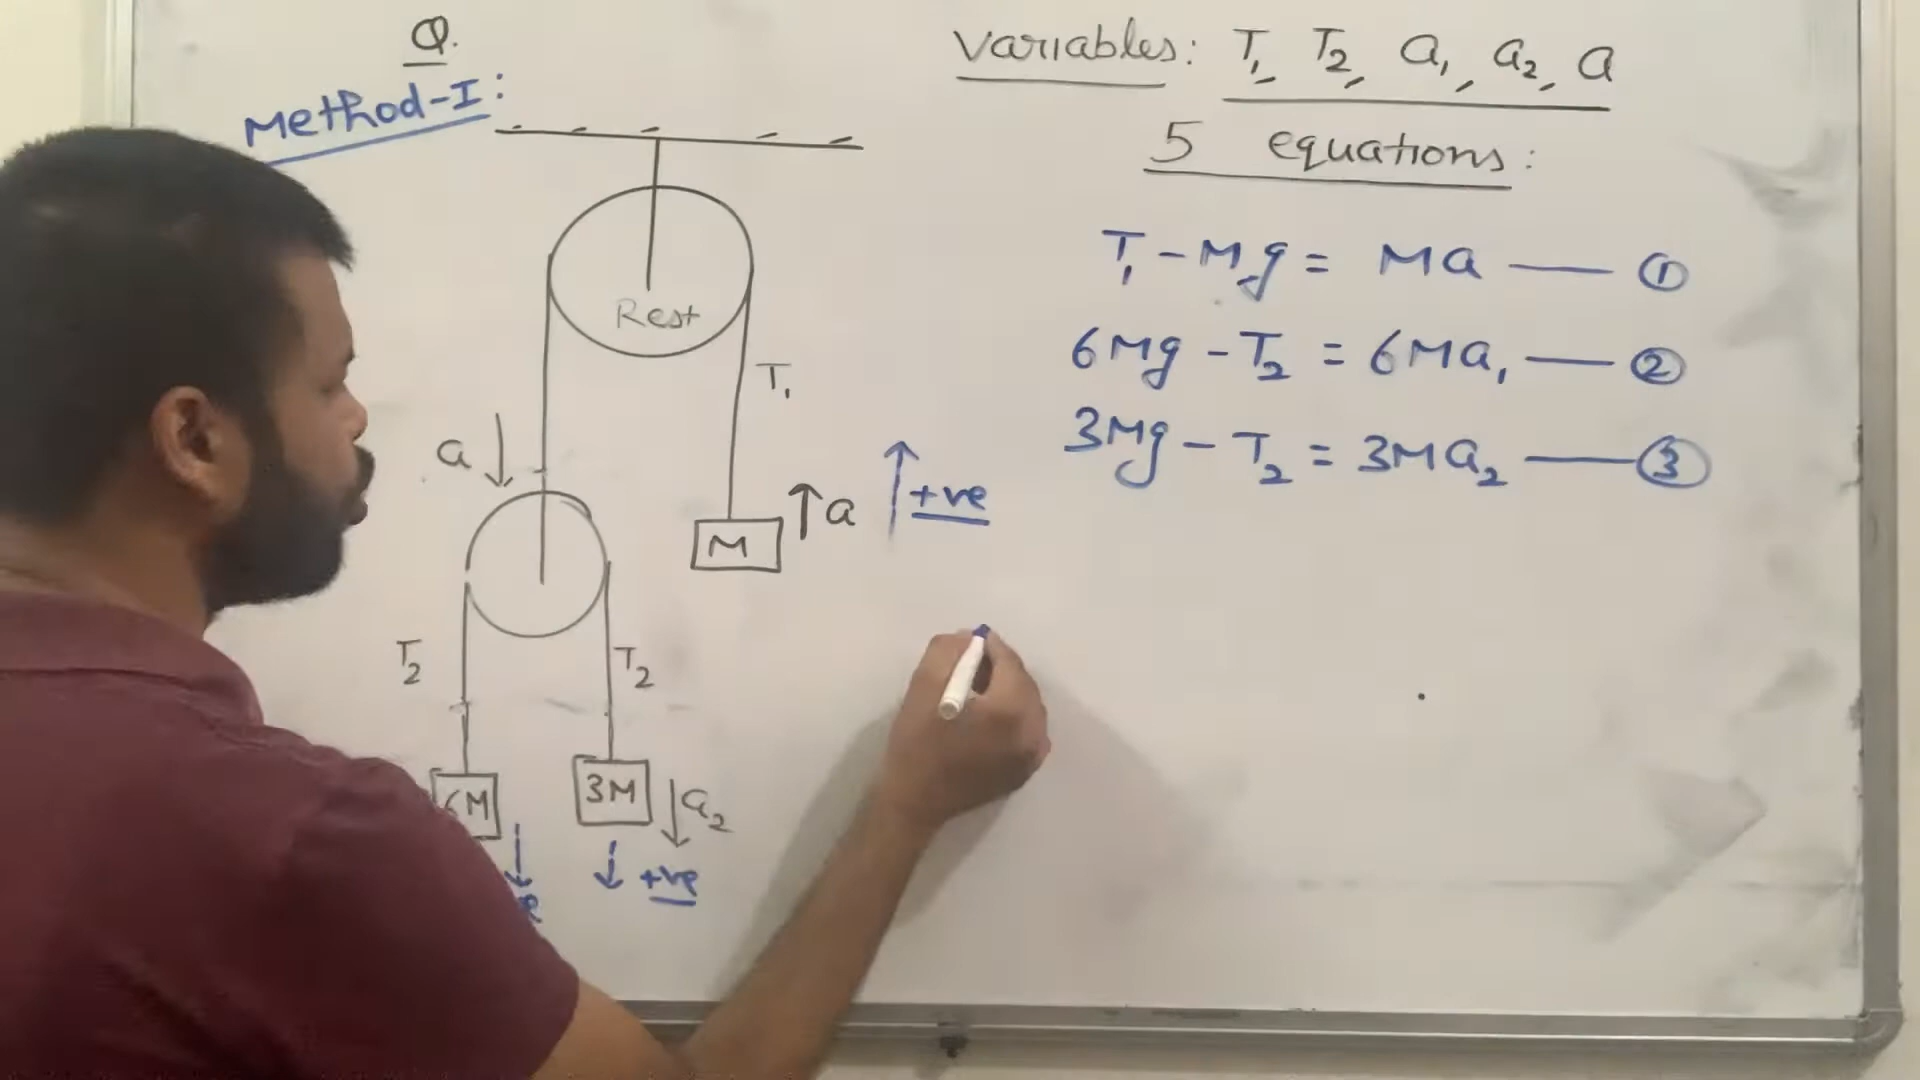 Q.
Method-I:
Variables: T₁, T₂, a₁, a₂, a
5 equations:
T₁ - Mg = Ma —— ①
6Mg - T₂ = 6Ma₁ —— ②
3Mg - T₂ = 3Ma₂ —— ③
Rest
T₁
a
M
a
+ve
T₂
T₂
6M
3M
a₂
+ve